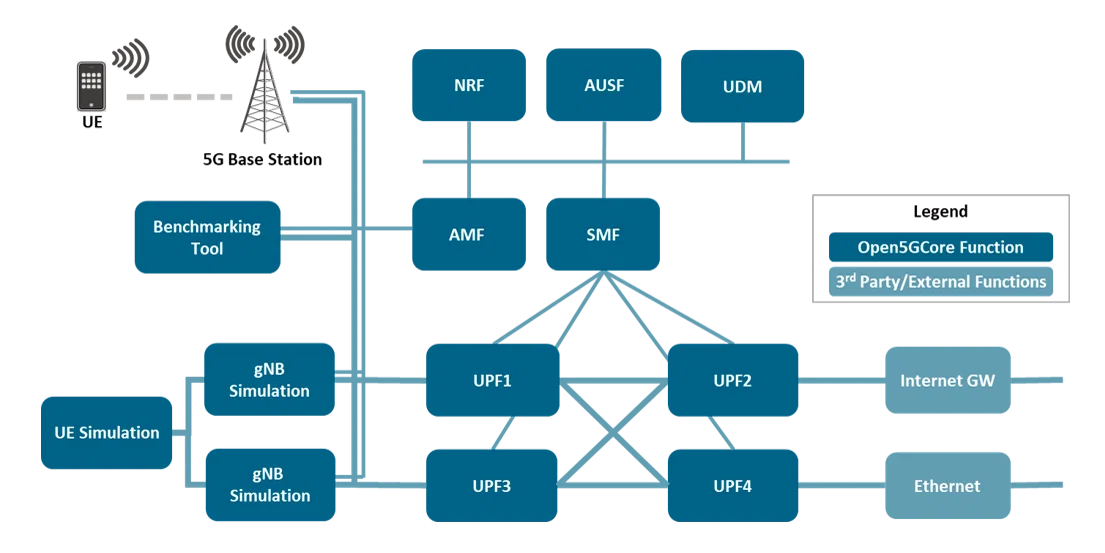 NRF
AUSF
UDM
UE
5G Base Station
Benchmarking
Tool
AMF
SMF
Legend
Open5GCore Function
3rd Party/External Functions
gNB
Simulation
UPF1
UPF2
Internet GW
UE Simulation
gNB
Simulation
UPF3
UPF4
Ethernet